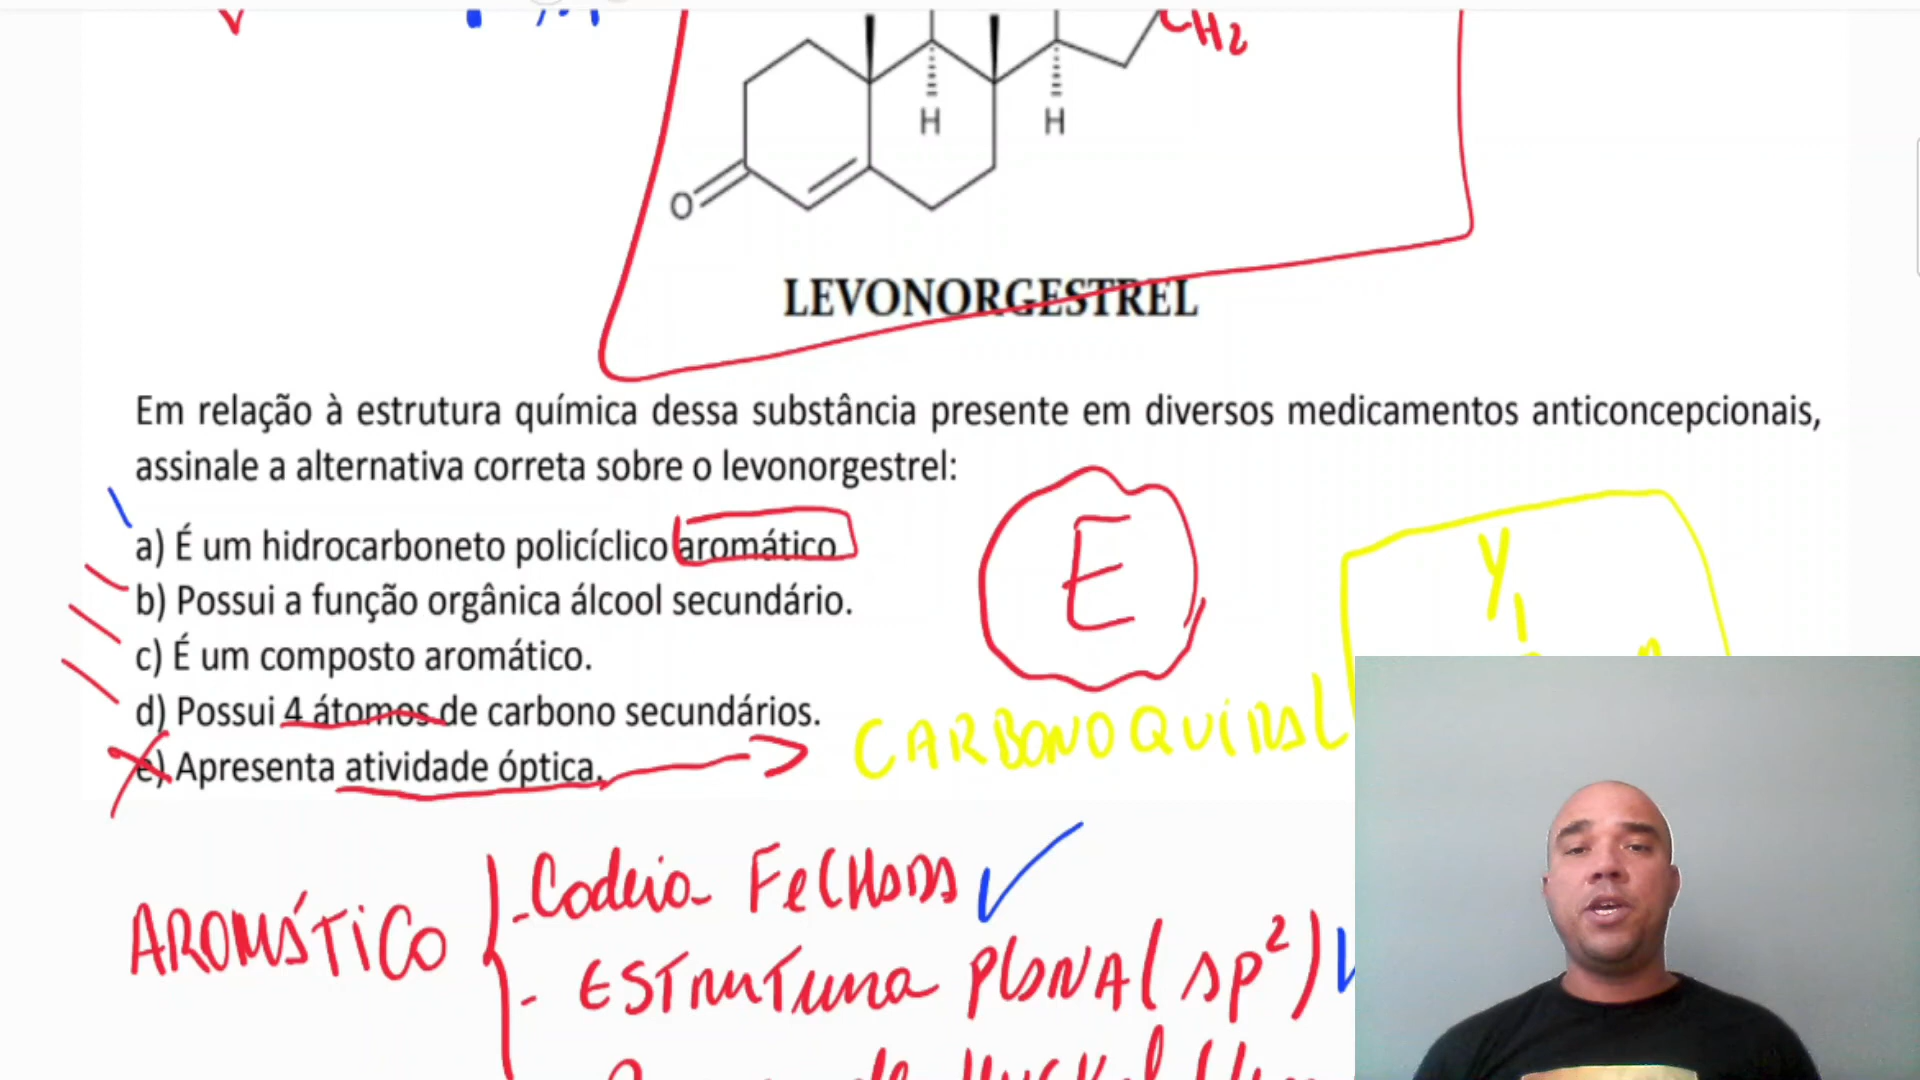 CH2
H H
O
LEVONORGESTREL
Em relação à estrutura química dessa substância presente em diversos medicamentos anticoncepcionais,
assinale a alternativa correta sobre o levonorgestrel:
a) É um hidrocarboneto policíclico aromático
b) Possui a função orgânica álcool secundário.
c) É um composto aromático.
d) Possui 4 átomos de carbono secundários.
e) Apresenta atividade óptica.
E
Y
CARBONO QUIRAL
AROMÁTICO
- Cadeia FeCHADA
- ESTRUTURA PLANA (sp²)